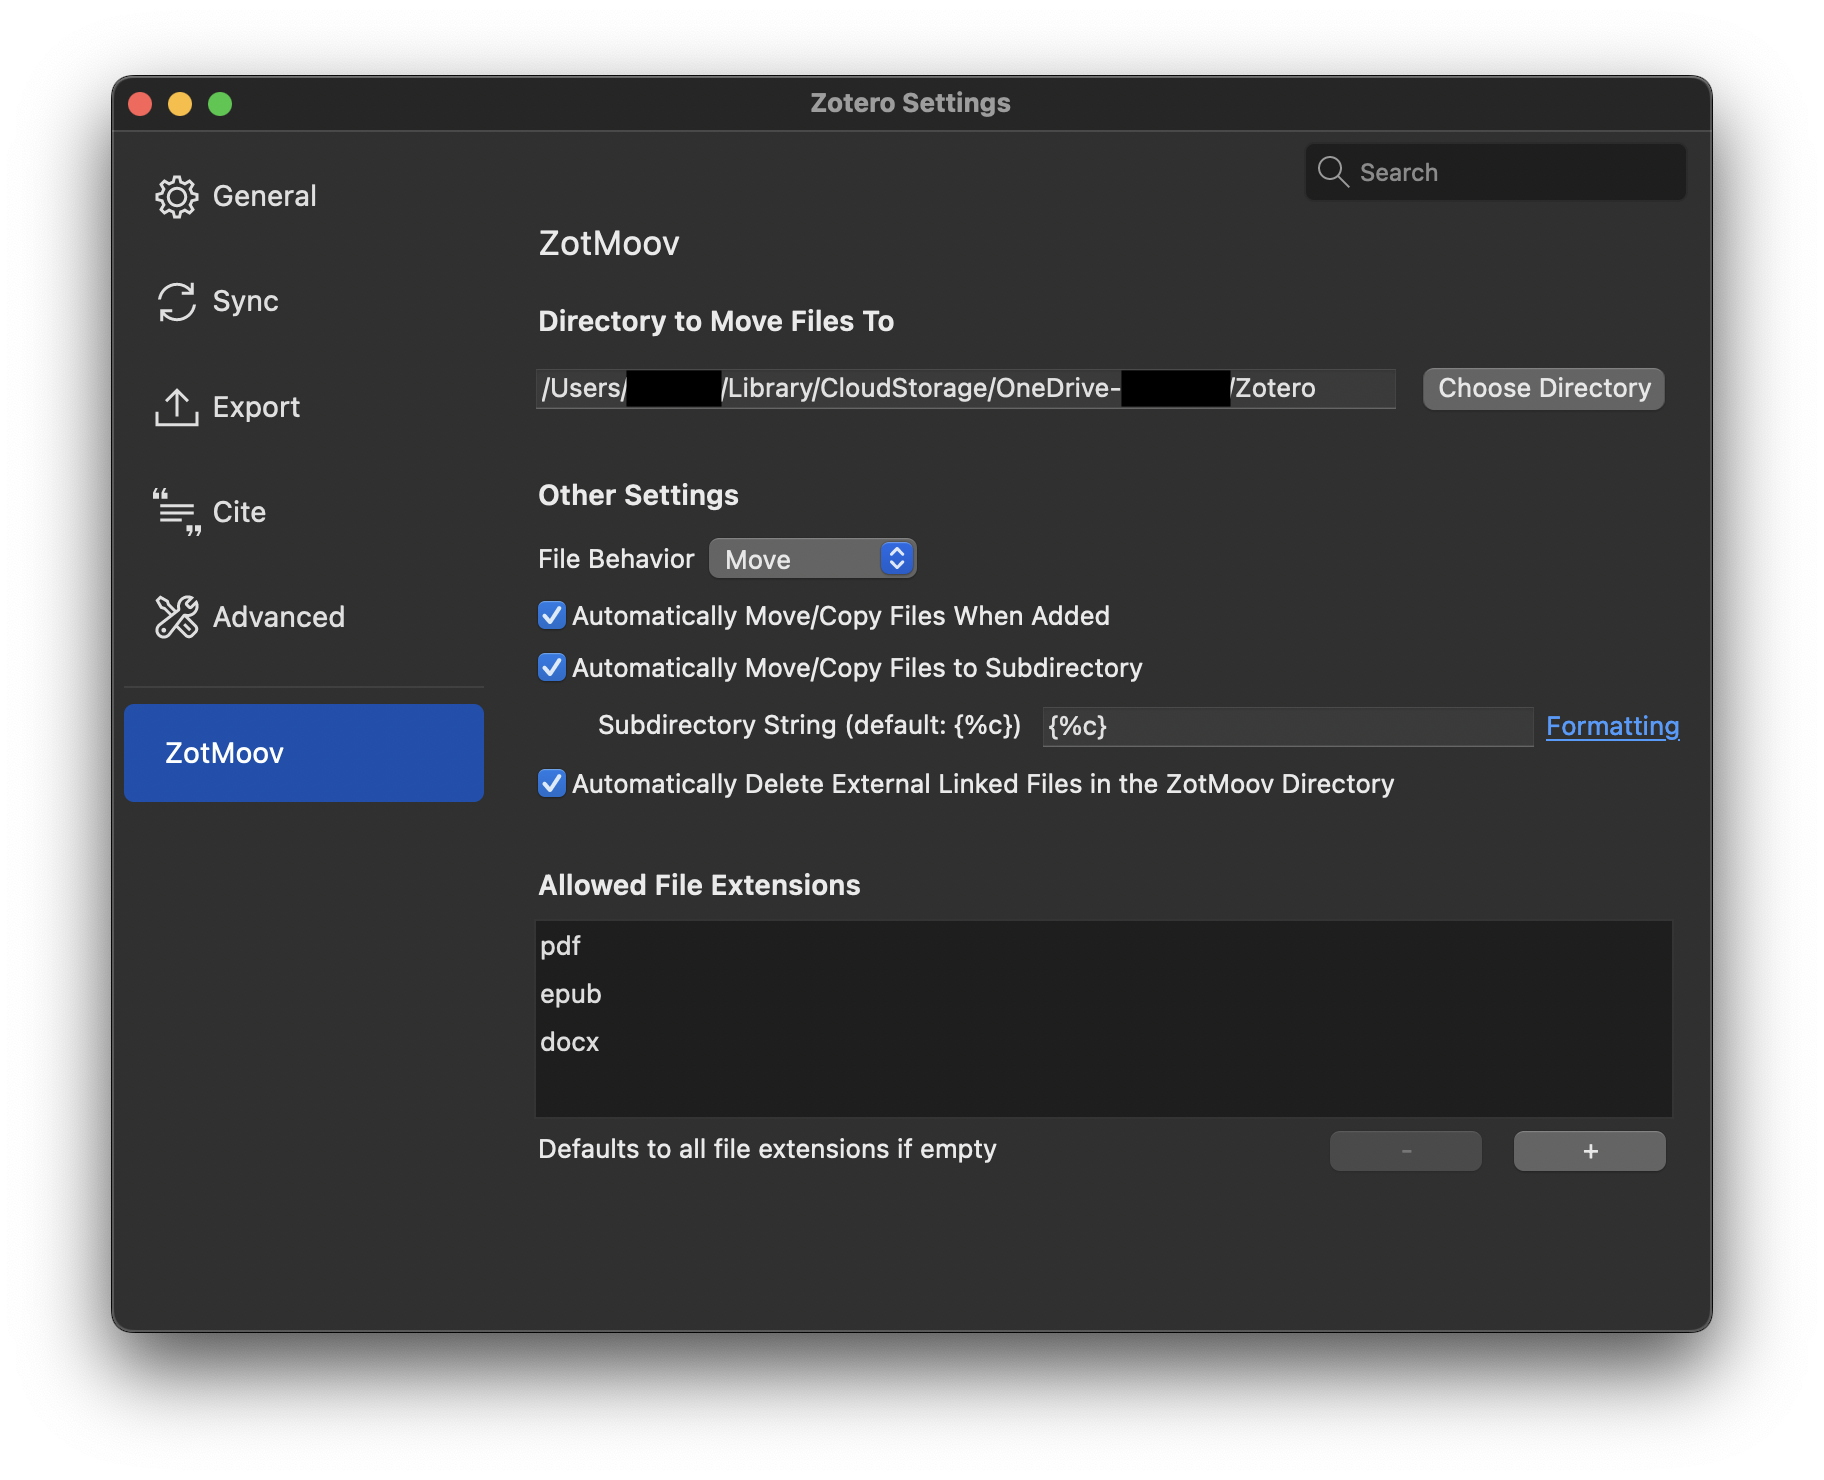 Zotero Settings
Search
General
Sync
Export
Cite
Advanced
ZotMoov
ZotMoov
Directory to Move Files To
/Users/ /Library/CloudStorage/OneDrive- /Zotero
Choose Directory
Other Settings
File Behavior Move
Automatically Move/Copy Files When Added
Automatically Move/Copy Files to Subdirectory
Subdirectory String (default: {%c}) {%c} Formatting
Automatically Delete External Linked Files in the ZotMoov Directory
Allowed File Extensions
pdf
epub
docx
Defaults to all file extensions if empty
- +